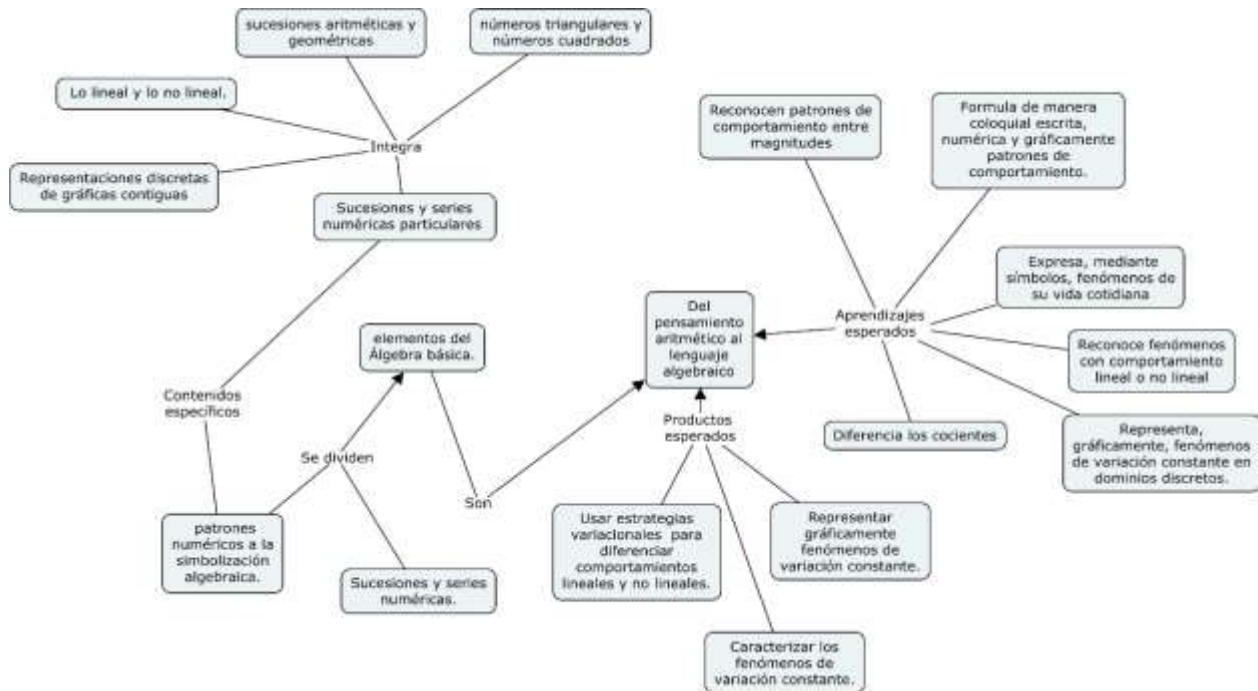 sucesiones aritméticas y
geométricas
números triangulares y
números cuadrados
Lo lineal y lo no lineal.
Integra
Representaciones discretas
de gráficas contiguas
Sucesiones y series
numéricas particulares
Reconocen patrones de
comportamiento entre
magnitudes
Formula de manera
coloquial escrita,
numérica y gráficamente
patrones de
comportamiento.
Expresa, mediante
símbolos, fenómenos de
su vida cotidiana
Aprendizajes
esperados
Reconoce fenómenos
con comportamiento
lineal o no lineal
Representa,
gráficamente, fenómenos
de variación constante en
dominios discretos.
Diferencia los cocientes
Del
pensamiento
aritmético al
lenguaje
algebraico
elementos del
Álgebra básica.
Contenidos
específicos
Se dividen
Son
Productos
esperados
patrones
numéricos a la
simbolización
algebraica.
Sucesiones y series
numéricas.
Usar estrategias
variacionales para
diferenciar
comportamientos
lineales y no lineales.
Representar
gráficamente
fenómenos de
variación constante.
Caracterizar los
fenómenos de
variación constante.